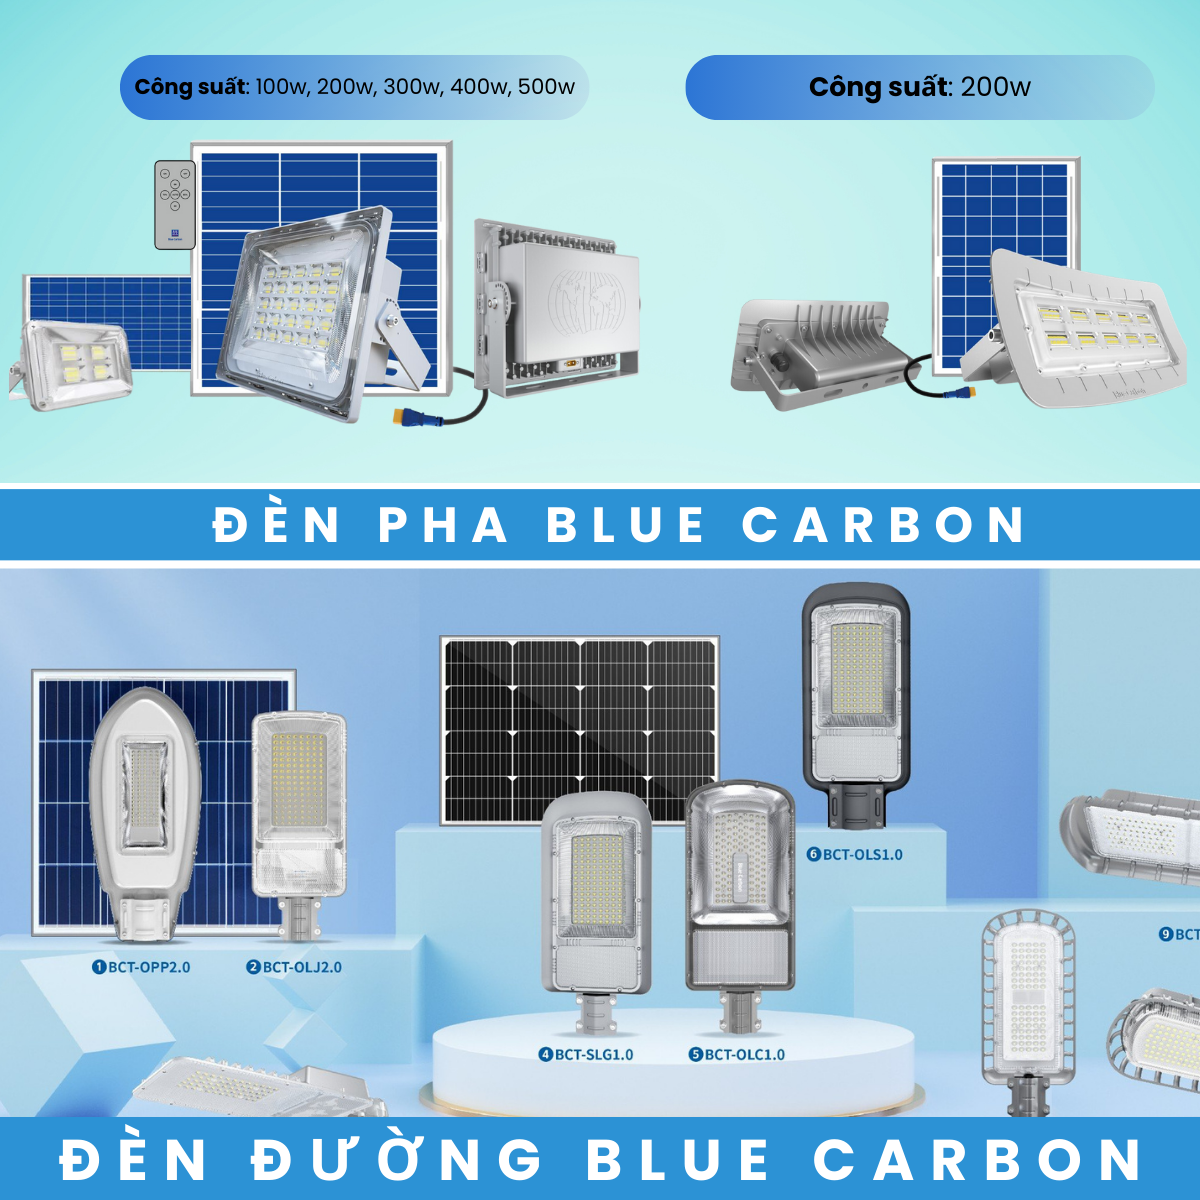 Công suất: 100w, 200w, 300w, 400w, 500w
Công suất: 200w
ĐÈN PHA BLUE CARBON
6 BCT-OLS1.0
9 BCT
1 BCT-OPP2.0
2 BCT-OLJ2.0
4 BCT-SLG1.0
5 BCT-OLC1.0
ĐÈN ĐƯỜNG BLUE CARBON